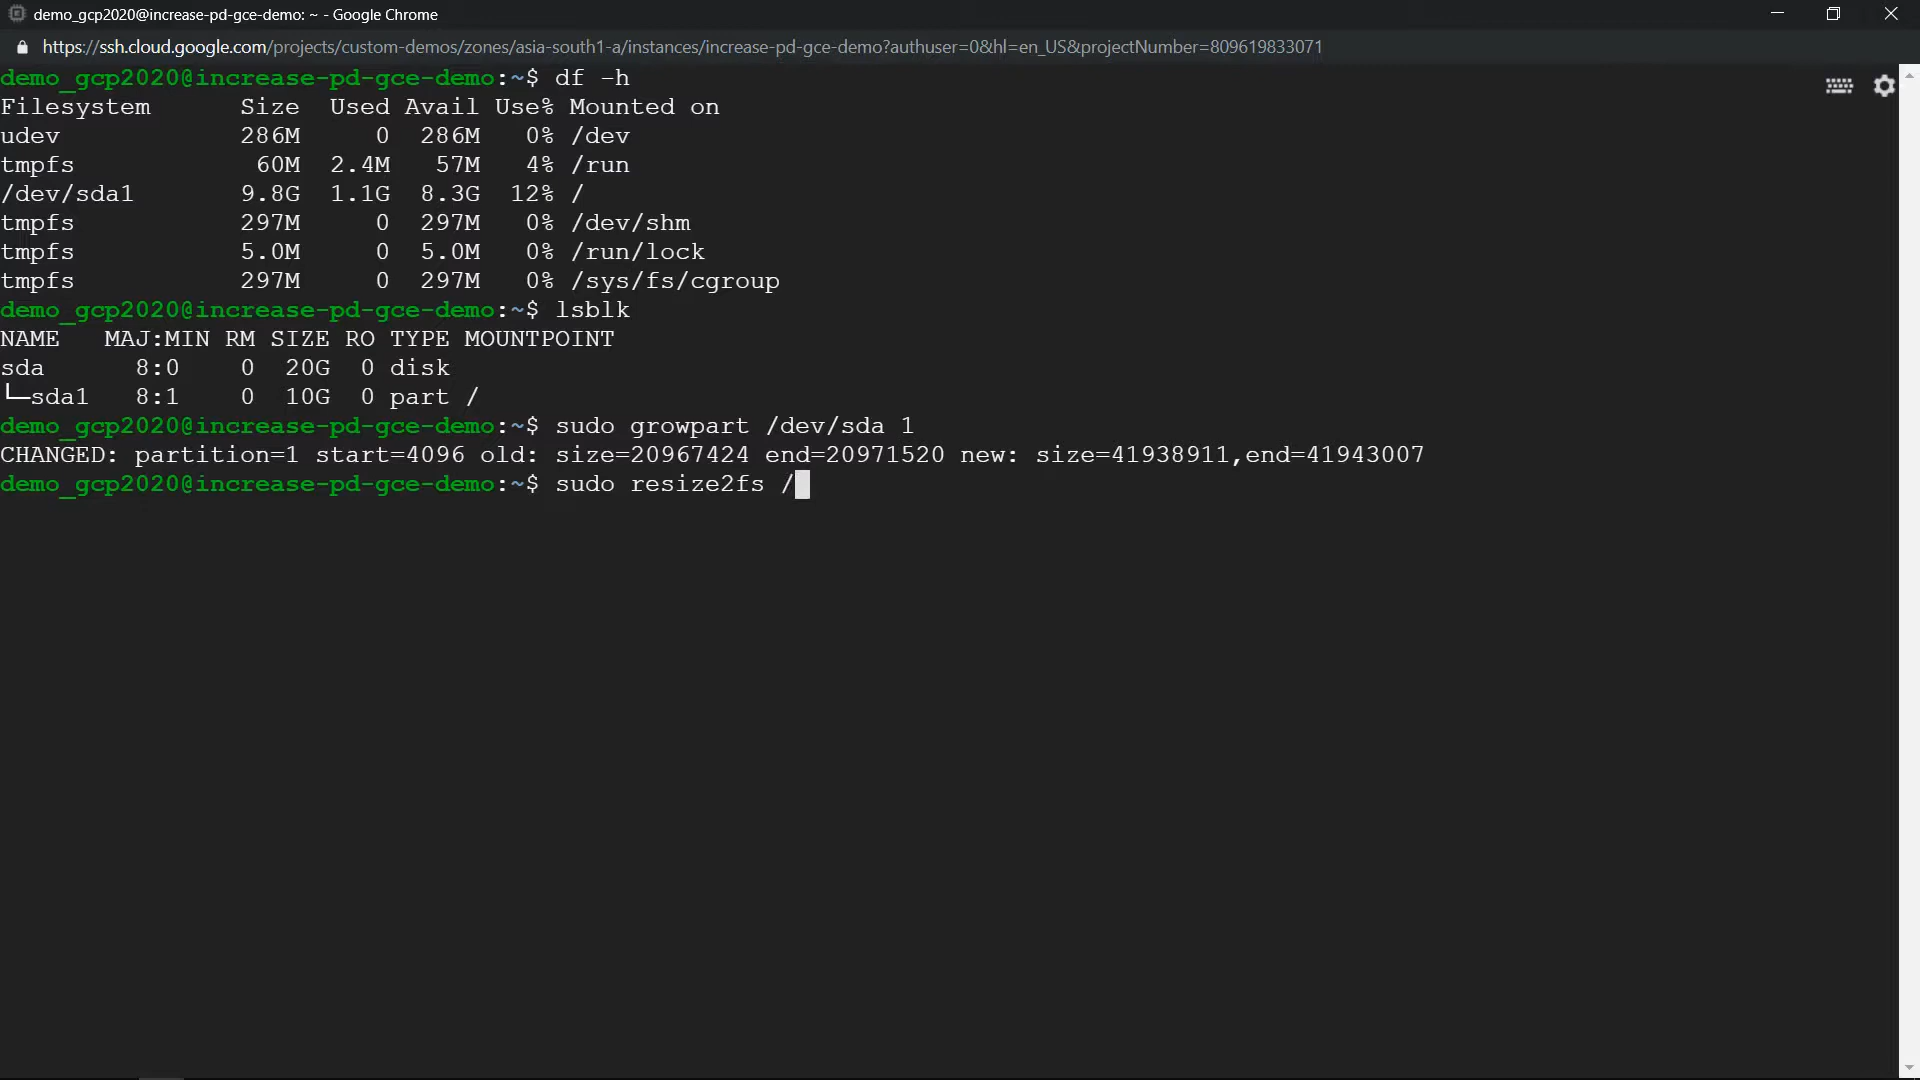 demo_gcp2020@increase-pd-gce-demo: ~ - Google Chrome
https://ssh.cloud.google.com/projects/custom-demos/zones/asia-south1-a/instances/increase-pd-gce-demo?authuser=0&hl=en_US&projectNumber=809619833071
demo_gcp2020@increase-pd-gce-demo:~$ df -h
Filesystem      Size  Used Avail Use% Mounted on
udev            286M     0  286M   0% /dev
tmpfs            60M  2.4M   57M   4% /run
/dev/sda1       9.8G  1.1G  8.3G  12% /
tmpfs           297M     0  297M   0% /dev/shm
tmpfs           5.0M     0  5.0M   0% /run/lock
tmpfs           297M     0  297M   0% /sys/fs/cgroup
demo_gcp2020@increase-pd-gce-demo:~$ lsblk
NAME   MAJ:MIN RM SIZE RO TYPE MOUNTPOINT
sda      8:0    0  20G  0 disk
└─sda1   8:1    0  10G  0 part /
demo_gcp2020@increase-pd-gce-demo:~$ sudo growpart /dev/sda 1
CHANGED: partition=1 start=4096 old: size=20967424 end=20971520 new: size=41938911,end=41943007
demo_gcp2020@increase-pd-gce-demo:~$ sudo resize2fs /